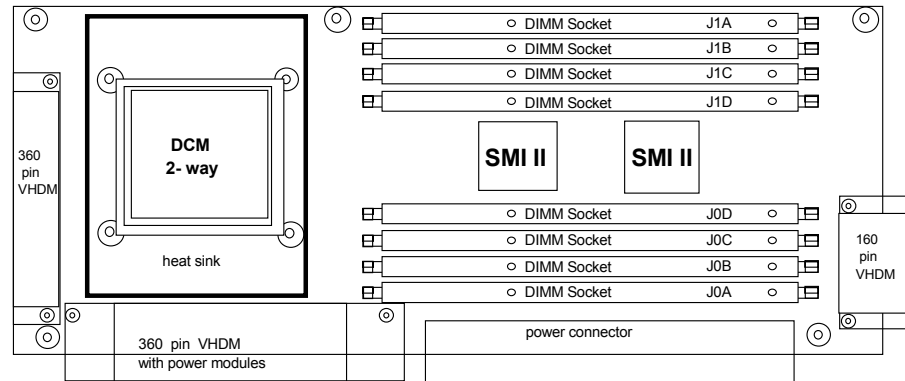 DIMM Socket J1A
DIMM Socket J1B
DIMM Socket J1C
DIMM Socket J1D
360
pin
VHDM
DCM
2- way
heat sink
SMI II
SMI II
DIMM Socket J0D
DIMM Socket J0C
DIMM Socket J0B
DIMM Socket J0A
160
pin
VHDM
360 pin VHDM
with power modules
power connector